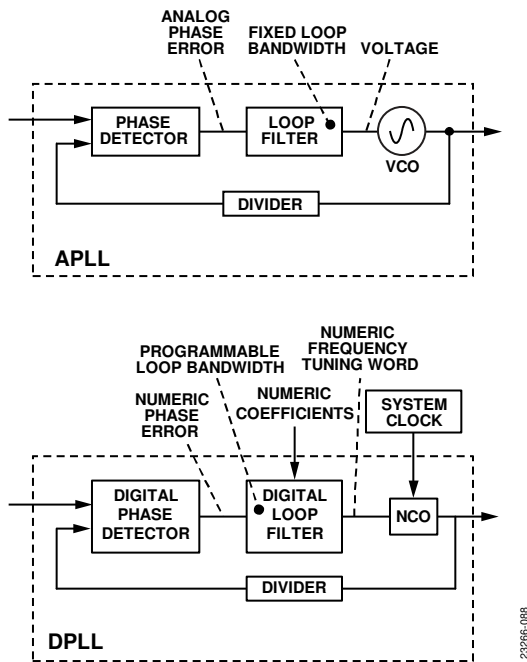 ANALOG
PHASE
ERROR
FIXED LOOP
BANDWIDTH
VOLTAGE
PHASE
DETECTOR
LOOP
FILTER
VCO
DIVIDER
APLL
PROGRAMMABLE
LOOP BANDWIDTH
NUMERIC
PHASE
ERROR
NUMERIC
COEFFICIENTS
NUMERIC
FREQUENCY
TUNING WORD
SYSTEM
CLOCK
DIGITAL
PHASE
DETECTOR
DIGITAL
LOOP
FILTER
NCO
DIVIDER
DPLL
23266-088